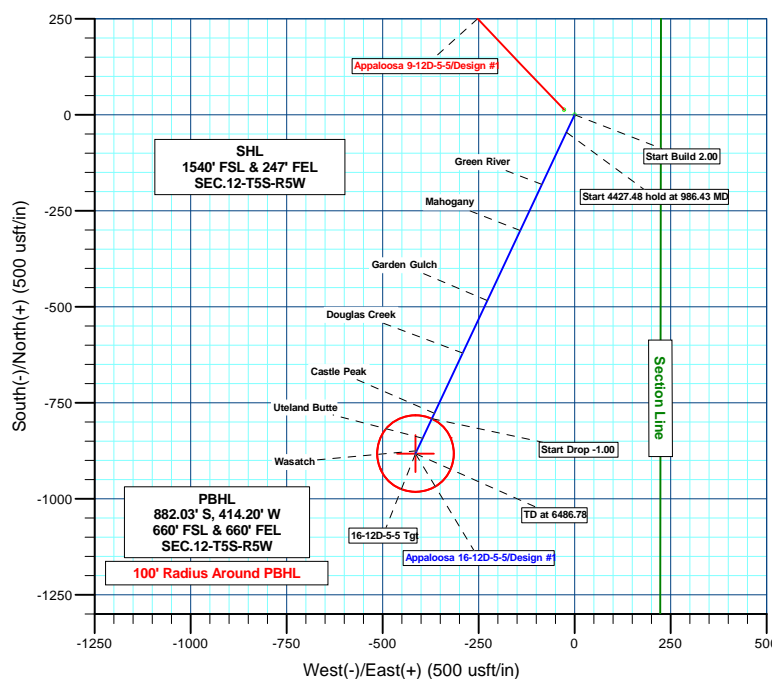 250
0
-250
-500
-750
-1000
-1250
South(-)/North(+) (500 usft/in)
Appaloosa 9-12D-5-5/Design #1
SHL
1540' FSL & 247' FEL
SEC.12-T5S-R5W
Start Build 2.00
Green River
Start 4427.48 hold at 986.43 MD
Mahogany
Garden Gulch
Douglas Creek
Section Line
Castle Peak
Uteland Butte
Start Drop -1.00
Wasatch
PBHL
882.03' S, 414.20' W
660' FSL & 660' FEL
SEC.12-T5S-R5W
TD at 6486.78
16-12D-5-5 Tgt
Appaloosa 16-12D-5-5/Design #1
100' Radius Around PBHL
-1250 -1000 -750 -500 -250 0 250 500
West(-)/East(+) (500 usft/in)